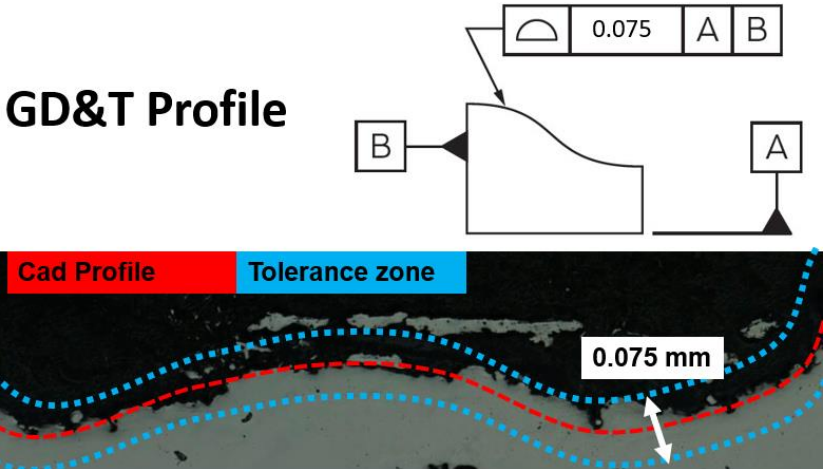 0.075 A B
GD&T Profile
B
A
Cad Profile Tolerance zone
0.075 mm